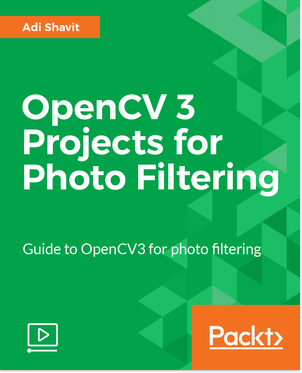 Adi Shavit
OpenCV 3
Projects for
Photo Filtering
Guide to OpenCV3 for photo filtering
Packt>